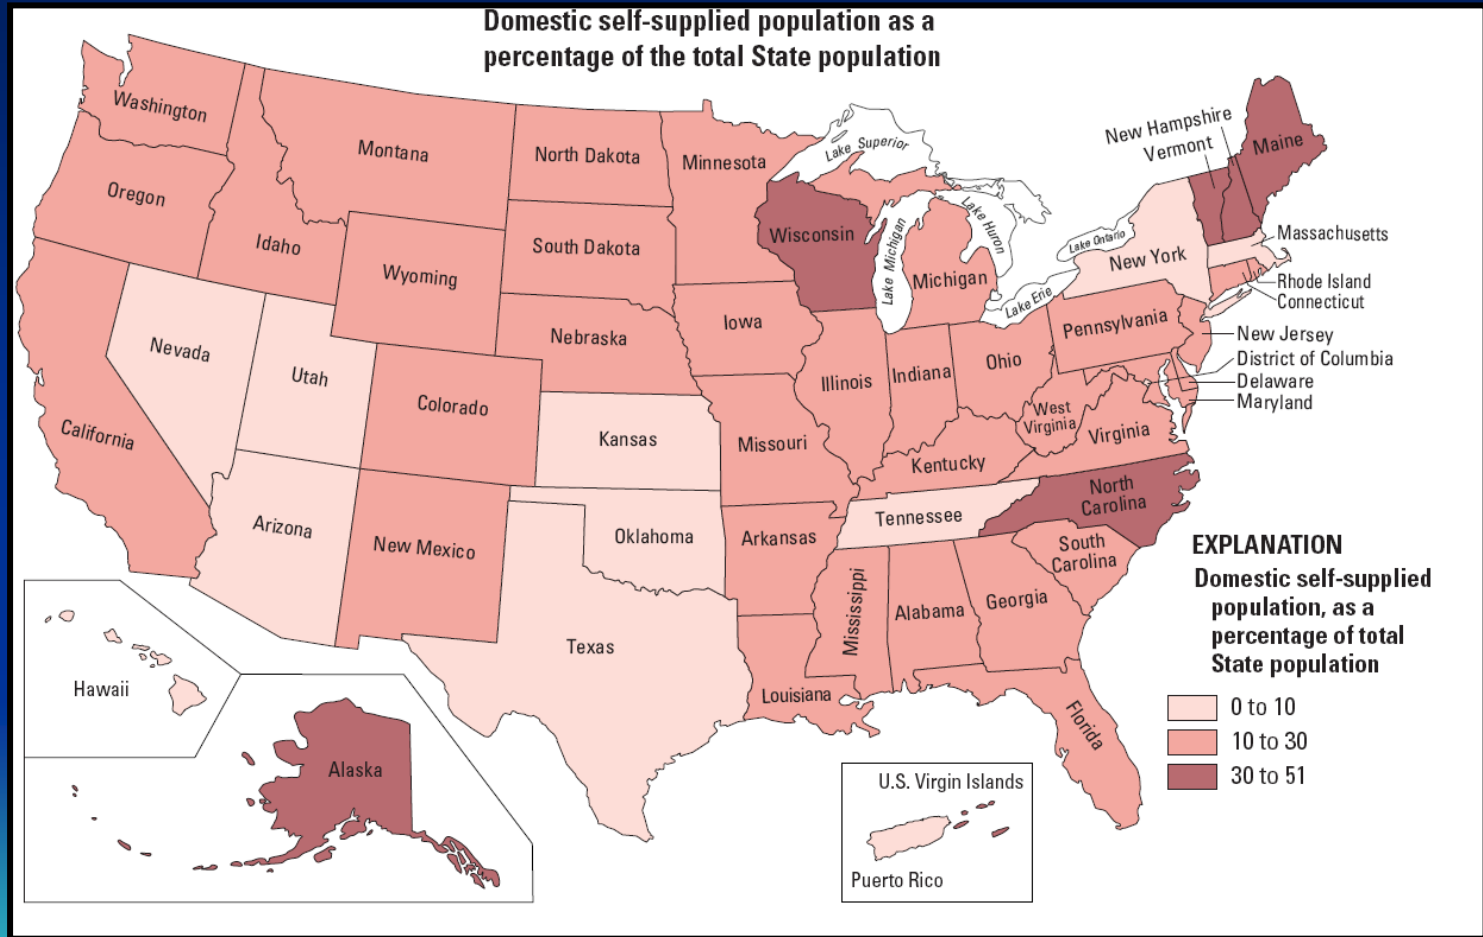 Domestic self-supplied population as a
percentage of the total State population
Washington
Montana
North Dakota
Minnesota
Lake Superior
New Hampshire
Vermont
Maine
Oregon
Idaho
Wyoming
South Dakota
Wisconsin
Lake Michigan
Lake Huron
Michigan
Lake Ontario
Lake Erie
New York
Massachusetts
Rhode Island
Connecticut
Nevada
Utah
Colorado
Nebraska
Iowa
Illinois
Indiana
Ohio
Pennsylvania
New Jersey
District of Columbia
Delaware
Maryland
California
Kansas
Missouri
Kentucky
West
Virginia
Virginia
Arizona
New Mexico
Oklahoma
Arkansas
Tennessee
North
Carolina
South
Carolina
Texas
Louisiana
Mississippi
Alabama
Georgia
Florida
Hawaii
Alaska
U.S. Virgin Islands
Puerto Rico
EXPLANATION
Domestic self-supplied
population, as a
percentage of total
State population
0 to 10
10 to 30
30 to 51